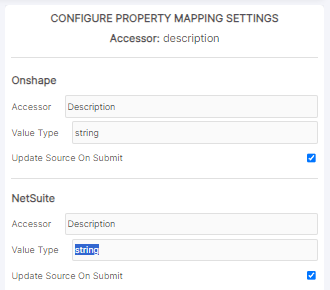 CONFIGURE PROPERTY MAPPING SETTINGS
Accessor: description
Onshape
Accessor Description
Value Type string
Update Source On Submit
NetSuite
Accessor Description
Value Type string
Update Source On Submit